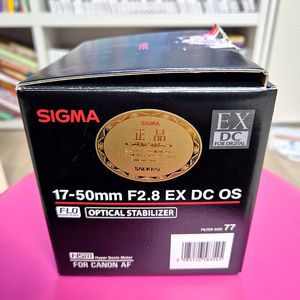 SIGMA
EX
DC
FOR DIGITAL
正品
17-50mm F2.8 EX DC OS
FLD OPTICAL STABILIZER
FILTER SIZE 77
HSM Hyper Sonic Motor
FOR CANON AF